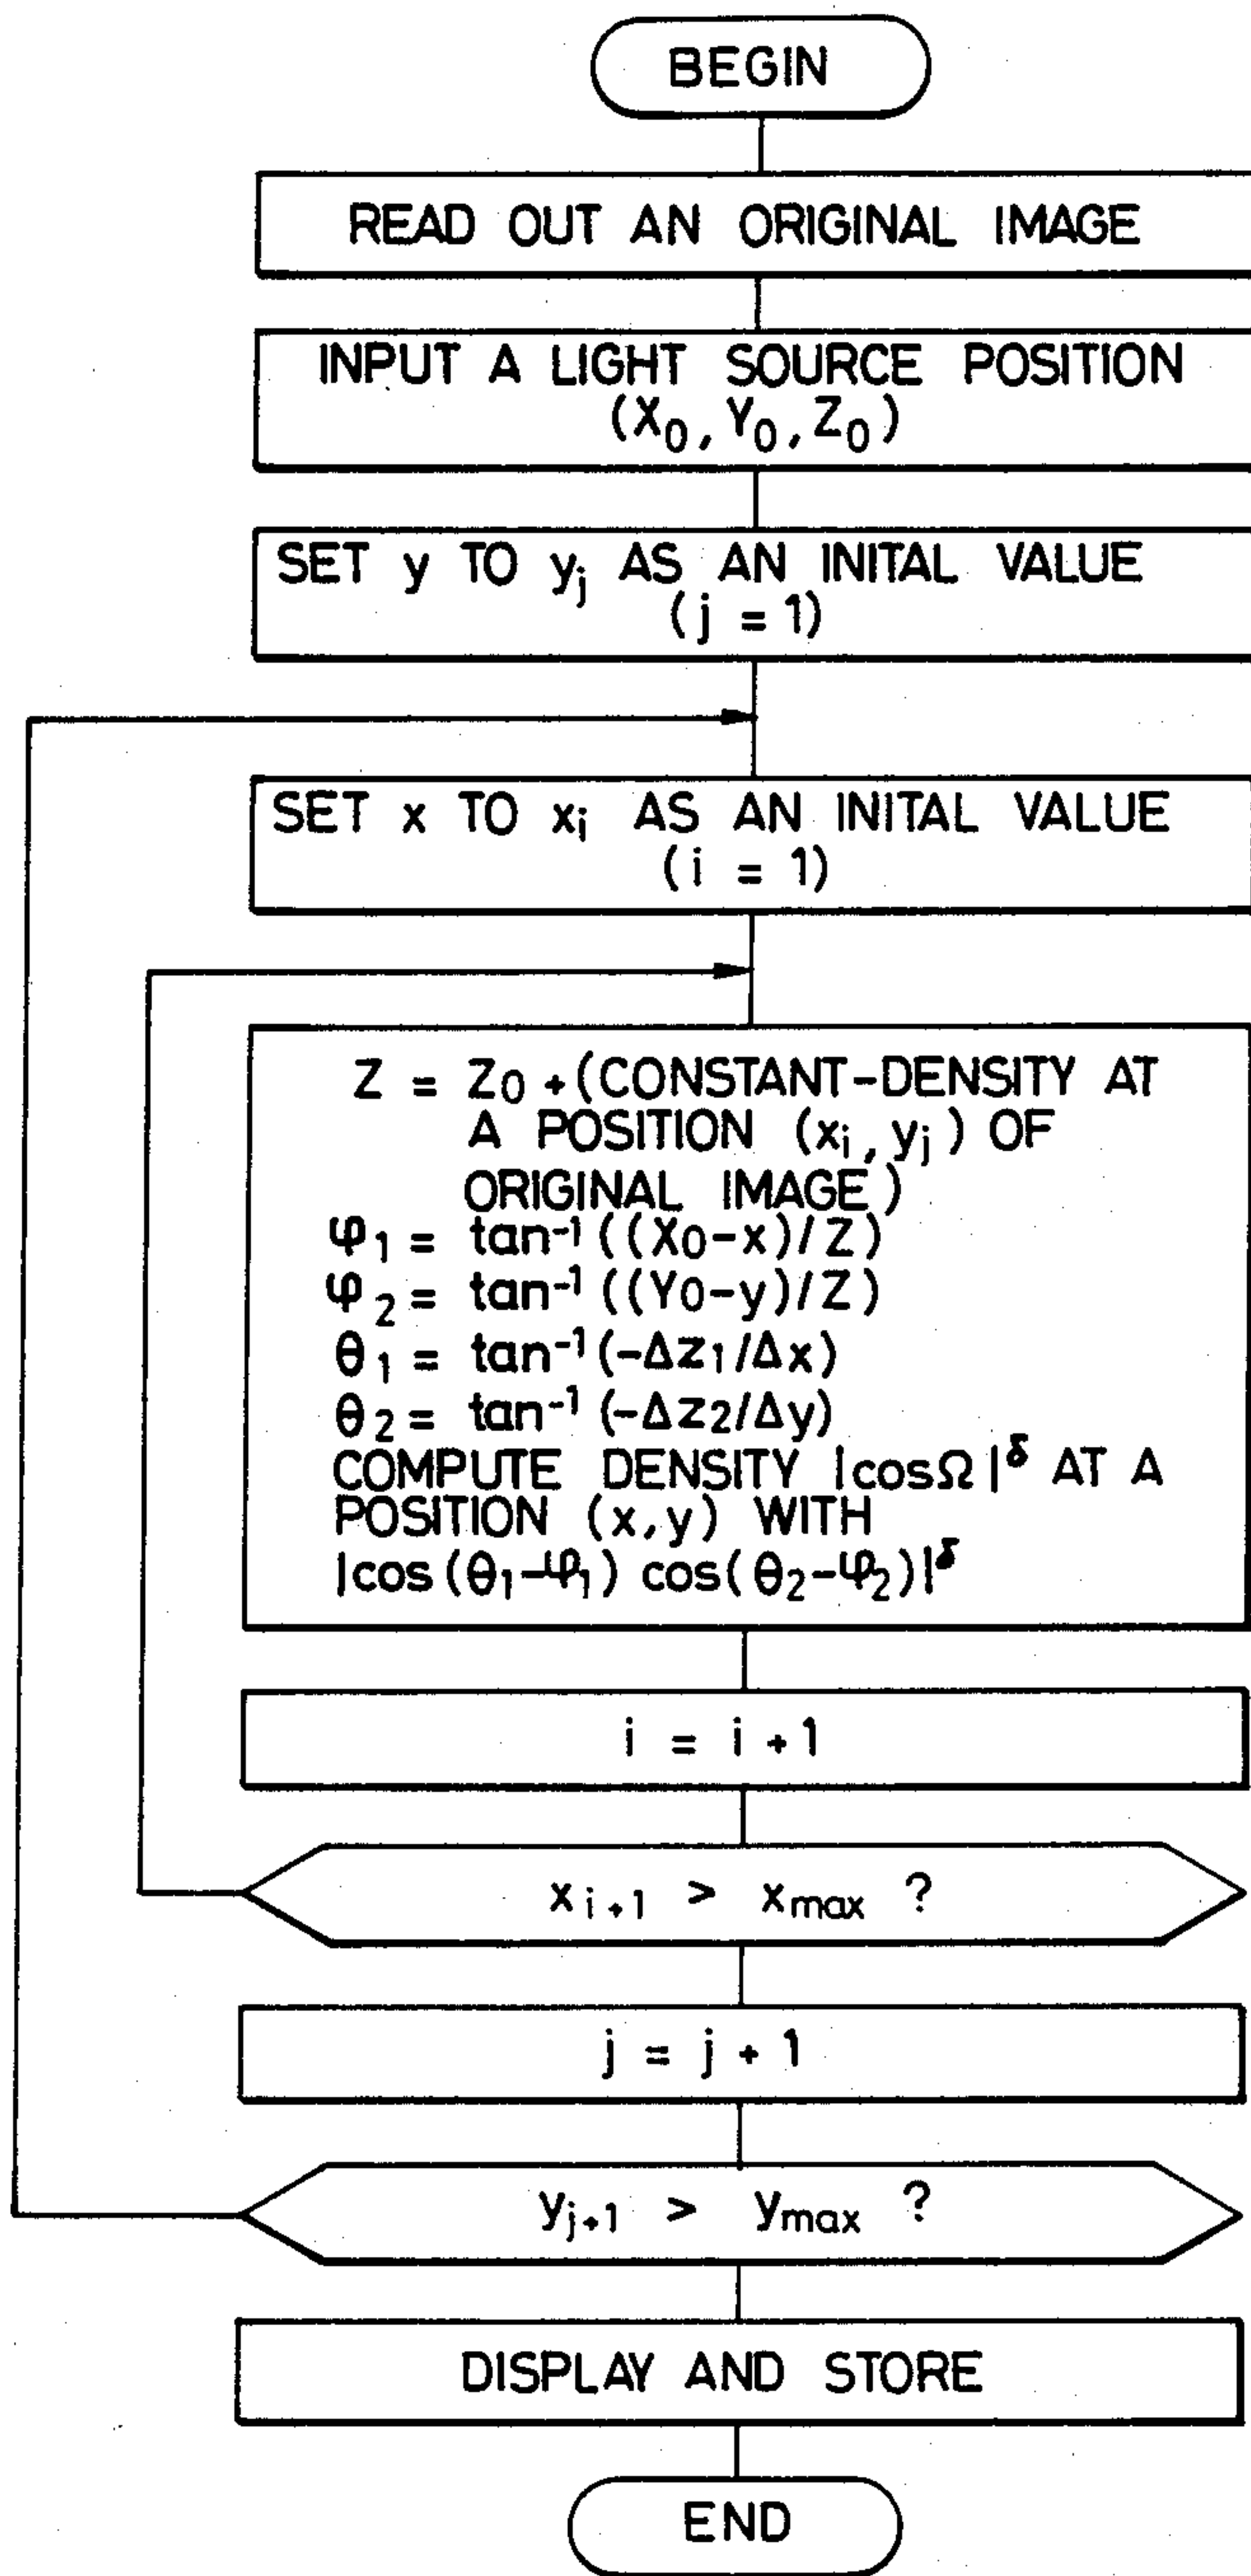 BEGIN
READ OUT AN ORIGINAL IMAGE
INPUT A LIGHT SOURCE POSITION
(X₀, Y₀, Z₀)
SET y TO yⱼ AS AN INITAL VALUE
(j = 1)
SET x TO xᵢ AS AN INITAL VALUE
(i = 1)
Z = Z₀ + (CONSTANT-DENSITY AT
A POSITION (xᵢ, yⱼ) OF
ORIGINAL IMAGE)
φ₁ = tan⁻¹((X₀-x)/Z)
φ₂ = tan⁻¹((Y₀-y)/Z)
θ₁ = tan⁻¹(-Δz₁/Δx)
θ₂ = tan⁻¹(-Δz₂/Δy)
COMPUTE DENSITY |cosΩ|^δ AT A
POSITION (x,y) WITH
|cos(θ₁-φ₁) cos(θ₂-φ₂)|^δ
i = i + 1
xᵢ₊₁ > x_max ?
j = j + 1
yⱼ₊₁ > y_max ?
DISPLAY AND STORE
END